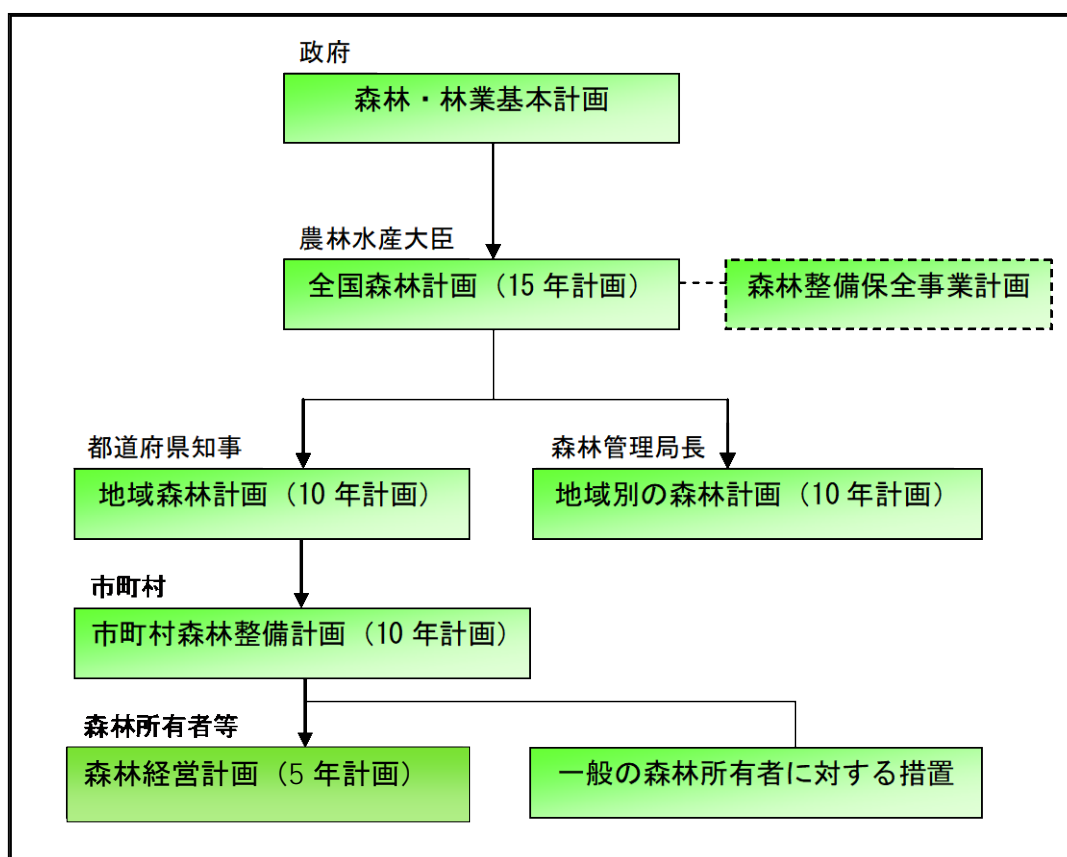 政府
森林・林業基本計画
農林水産大臣
全国森林計画（15 年計画）
森林整備保全事業計画
都道府県知事
地域森林計画（10 年計画）
森林管理局長
地域別の森林計画（10 年計画）
市町村
市町村森林整備計画（10 年計画）
森林所有者等
森林経営計画（5 年計画）
一般の森林所有者に対する措置